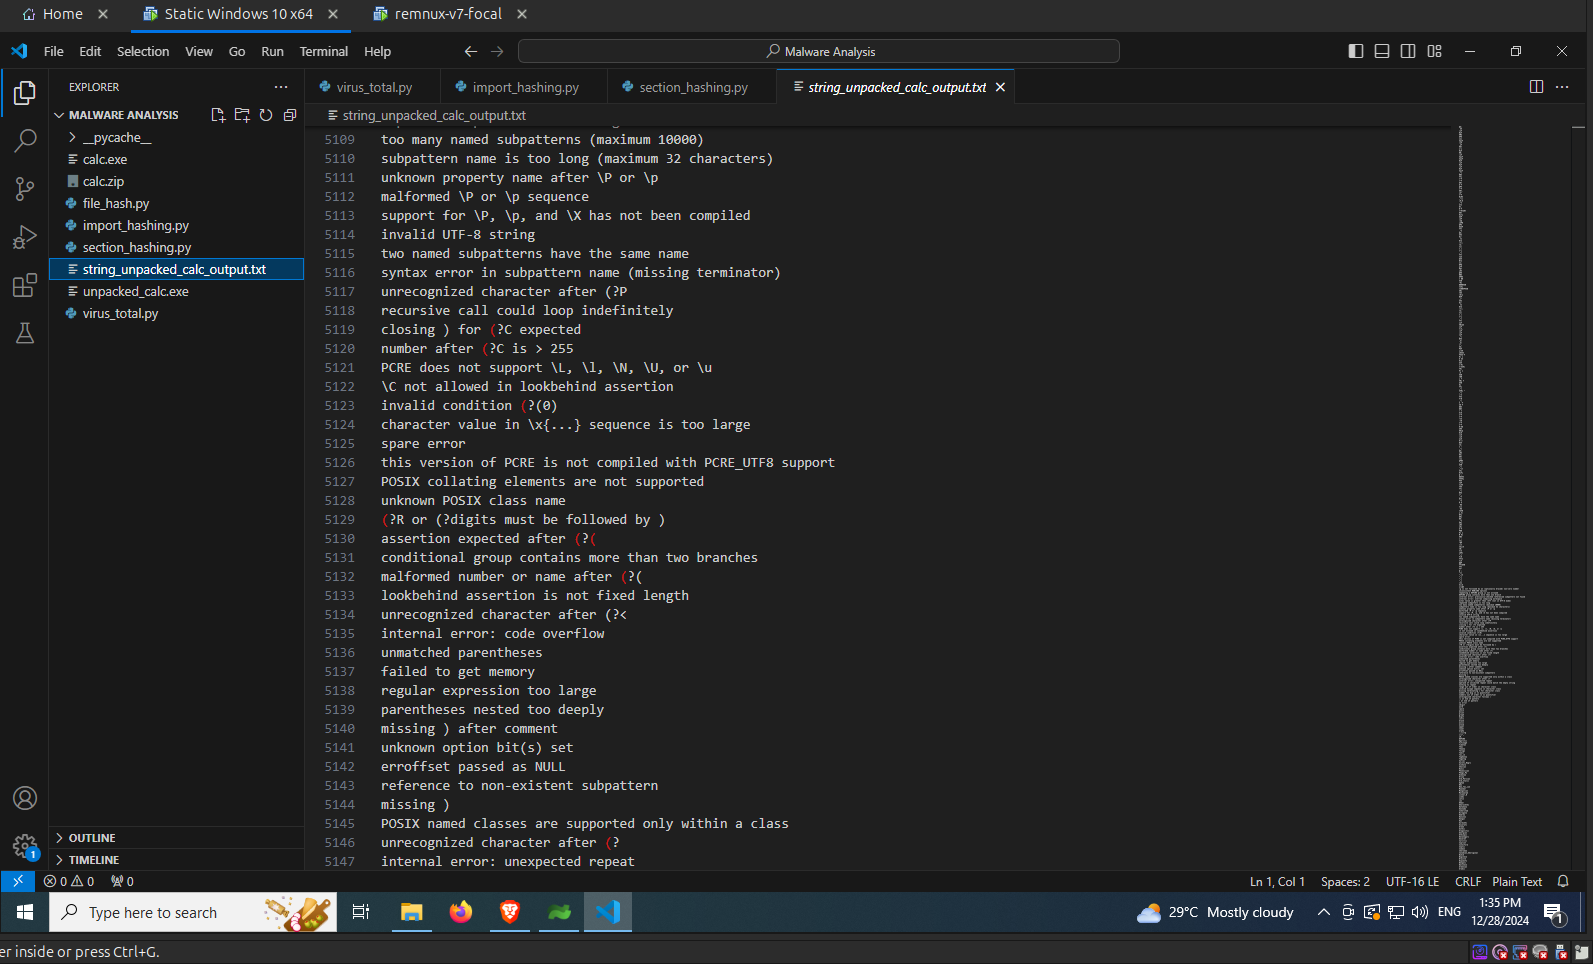 Home
Static Windows 10 x64
remnux-v7-focal
File Edit Selection View Go Run Terminal Help
Malware Analysis
EXPLORER
MALWARE ANALYSIS
__pycache__
calc.exe
calc.zip
file_hash.py
import_hashing.py
section_hashing.py
string_unpacked_calc_output.txt
unpacked_calc.exe
virus_total.py
OUTLINE
TIMELINE
1
virus_total.py
import_hashing.py
section_hashing.py
string_unpacked_calc_output.txt
string_unpacked_calc_output.txt
5109 too many named subpatterns (maximum 10000)
5110 subpattern name is too long (maximum 32 characters)
5111 unknown property name after \P or \p
5112 malformed \P or \p sequence
5113 support for \P, \p, and \X has not been compiled
5114 invalid UTF-8 string
5115 two named subpatterns have the same name
5116 syntax error in subpattern name (missing terminator)
5117 unrecognized character after (?P
5118 recursive call could loop indefinitely
5119 closing ) for (?C expected
5120 number after (?C is > 255
5121 PCRE does not support \L, \l, \N, \U, or \u
5122 \C not allowed in lookbehind assertion
5123 invalid condition (?(0)
5124 character value in \x{...} sequence is too large
5125 spare error
5126 this version of PCRE is not compiled with PCRE_UTF8 support
5127 POSIX collating elements are not supported
5128 unknown POSIX class name
5129 (?R or (?digits must be followed by )
5130 assertion expected after (?(
5131 conditional group contains more than two branches
5132 malformed number or name after (?(
5133 lookbehind assertion is not fixed length
5134 unrecognized character after (?<
5135 internal error: code overflow
5136 unmatched parentheses
5137 failed to get memory
5138 regular expression too large
5139 parentheses nested too deeply
5140 missing ) after comment
5141 unknown option bit(s) set
5142 erroffset passed as NULL
5143 reference to non-existent subpattern
5144 missing )
5145 POSIX named classes are supported only within a class
5146 unrecognized character after (?
5147 internal error: unexpected repeat
0 0 0
Ln 1, Col 1 Spaces: 2 UTF-16 LE CRLF Plain Text
Type here to search
29°C Mostly cloudy
ENG
1:35 PM
12/28/2024
1
er inside or press Ctrl+G.